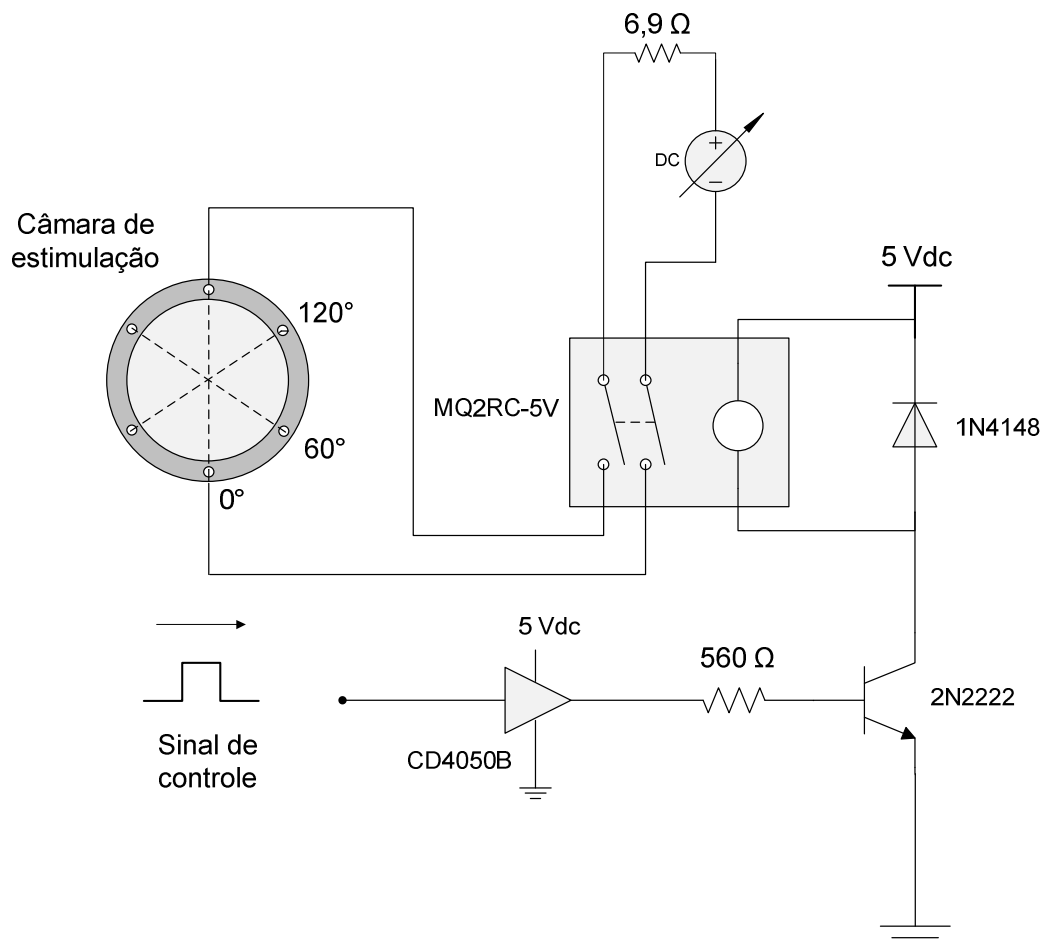 6,9 Ω
DC
+
−
Câmara de
estimulação
120°
60°
0°
5 Vdc
MQ2RC-5V
1N4148
5 Vdc
560 Ω
2N2222
CD4050B
Sinal de
controle